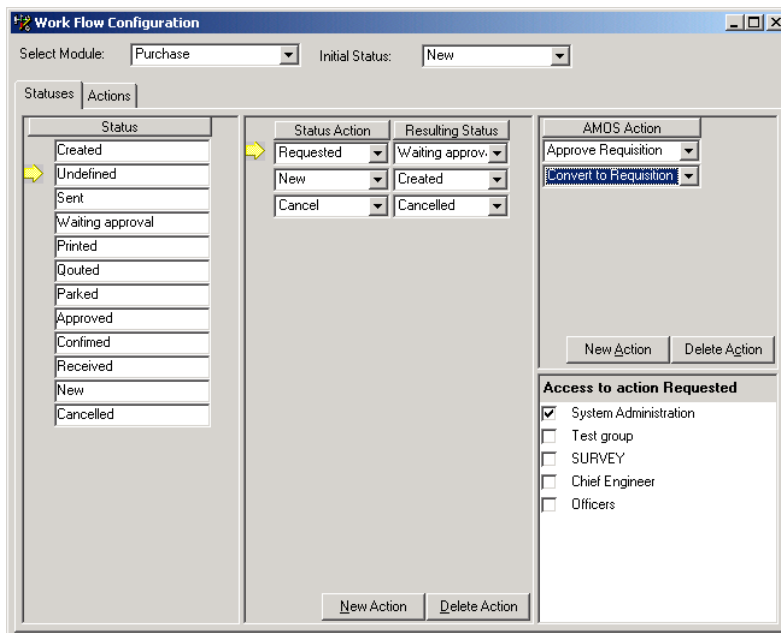 Work Flow Configuration
Select Module: Purchase Initial Status: New
Statuses Actions
Status
Created
Undefined
Sent
Waiting approval
Printed
Qouted
Parked
Approved
Confimed
Received
New
Cancelled
Status Action Resulting Status
Requested Waiting approv.
New Created
Cancel Cancelled
New Action Delete Action
AMOS Action
Approve Requisition
Convert to Requisition
New Action Delete Action
Access to action Requested
System Administration
Test group
SURVEY
Chief Engineer
Officers